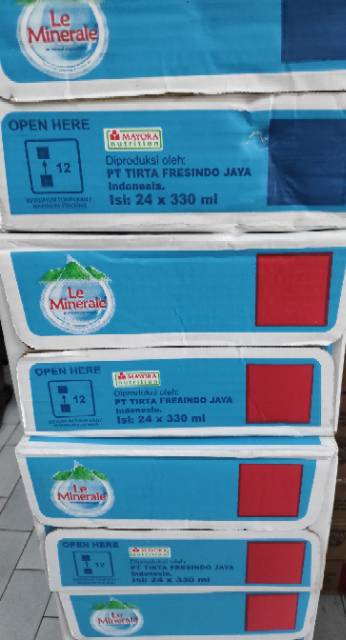 Le
Minerale
OPEN HERE
MAYORA
nutrition
12
Diproduksi oleh:
PT TIRTA FRESINDO JAYA
Indonesia.
Isi: 24 x 330 ml
Le
Minerale
OPEN HERE
MAYORA
nutrition
12
Diproduksi oleh:
PT TIRTA FRESINDO JAYA
Indonesia.
Isi: 24 x 330 ml
Le
Minerale
OPEN HERE
MAYORA
nutrition
12
Diproduksi oleh:
PT TIRTA FRESINDO JAYA
Indonesia.
Isi: 24 x 330 ml
Le
Minerale